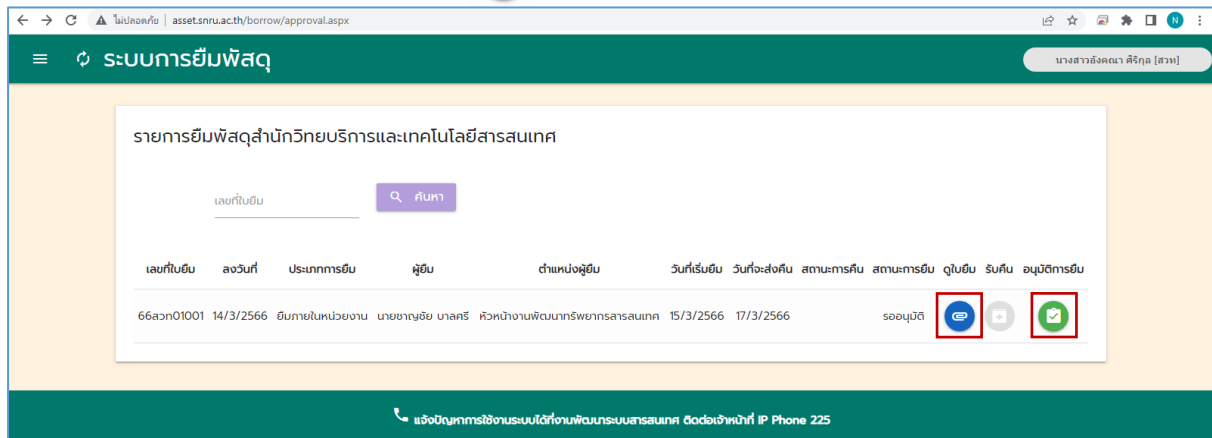 ไม่ปลอดภัย | asset.snru.ac.th/borrow/approval.aspx
N
ระบบการยืมพัสดุ
นางสาวอังคณา ศิริกุล [สวท]
รายการยืมพัสดุสำนักวิทยบริการและเทคโนโลยีสารสนเทศ
เลขที่ใบยืม
ค้นหา
เลขที่ใบยืม ลงวันที่ ประเภทการยืม ผู้ยืม ตำแหน่งผู้ยืม วันที่เริ่มยืม วันที่จะส่งคืน สถานะการคืน สถานะการยืม ดูใบยืม รับคืน อนุมัติการยืม
66สวท01001 14/3/2566 ยืมภายในหน่วยงาน นายชาญชัย บาลศรี หัวหน้างานพัฒนาทรัพยากรสารสนเทศ 15/3/2566 17/3/2566 รออนุมัติ
แจ้งปัญหาการใช้งานระบบได้ที่งานพัฒนาระบบสารสนเทศ ติดต่อเจ้าหน้าที่ IP Phone 225